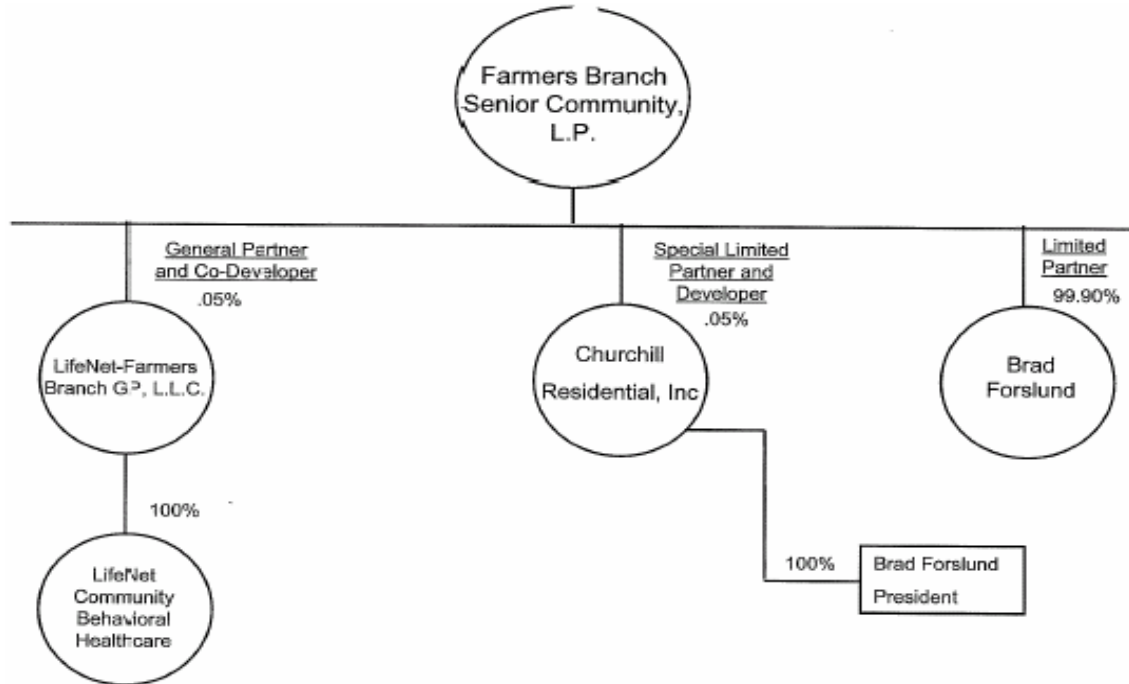 Farmers Branch
Senior Community,
L.P.
General Partner
and Co-Developer
.05%
Special Limited
Partner and
Developer
.05%
Limited
Partner
99.90%
LifeNet-Farmers
Branch GP, L.L.C.
Churchill
Residential, Inc
Brad
Forslund
100%
LifeNet
Community
Behavioral
Healthcare
100%
Brad Forslund
President